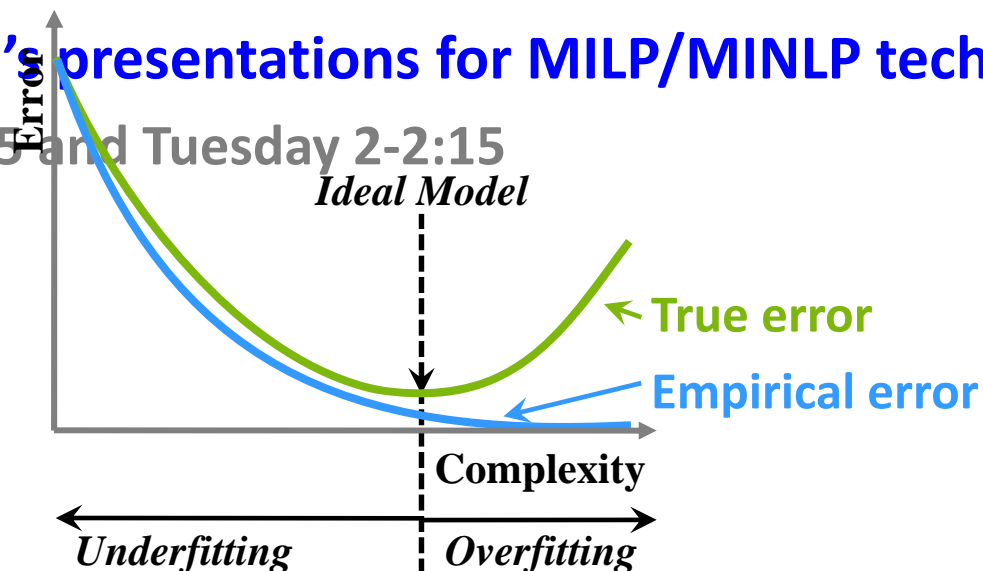 's presentations for MILP/MINLP tech
Error
5 and Tuesday 2-2:15
Ideal Model
True error
Empirical error
Complexity
Underfitting
Overfitting